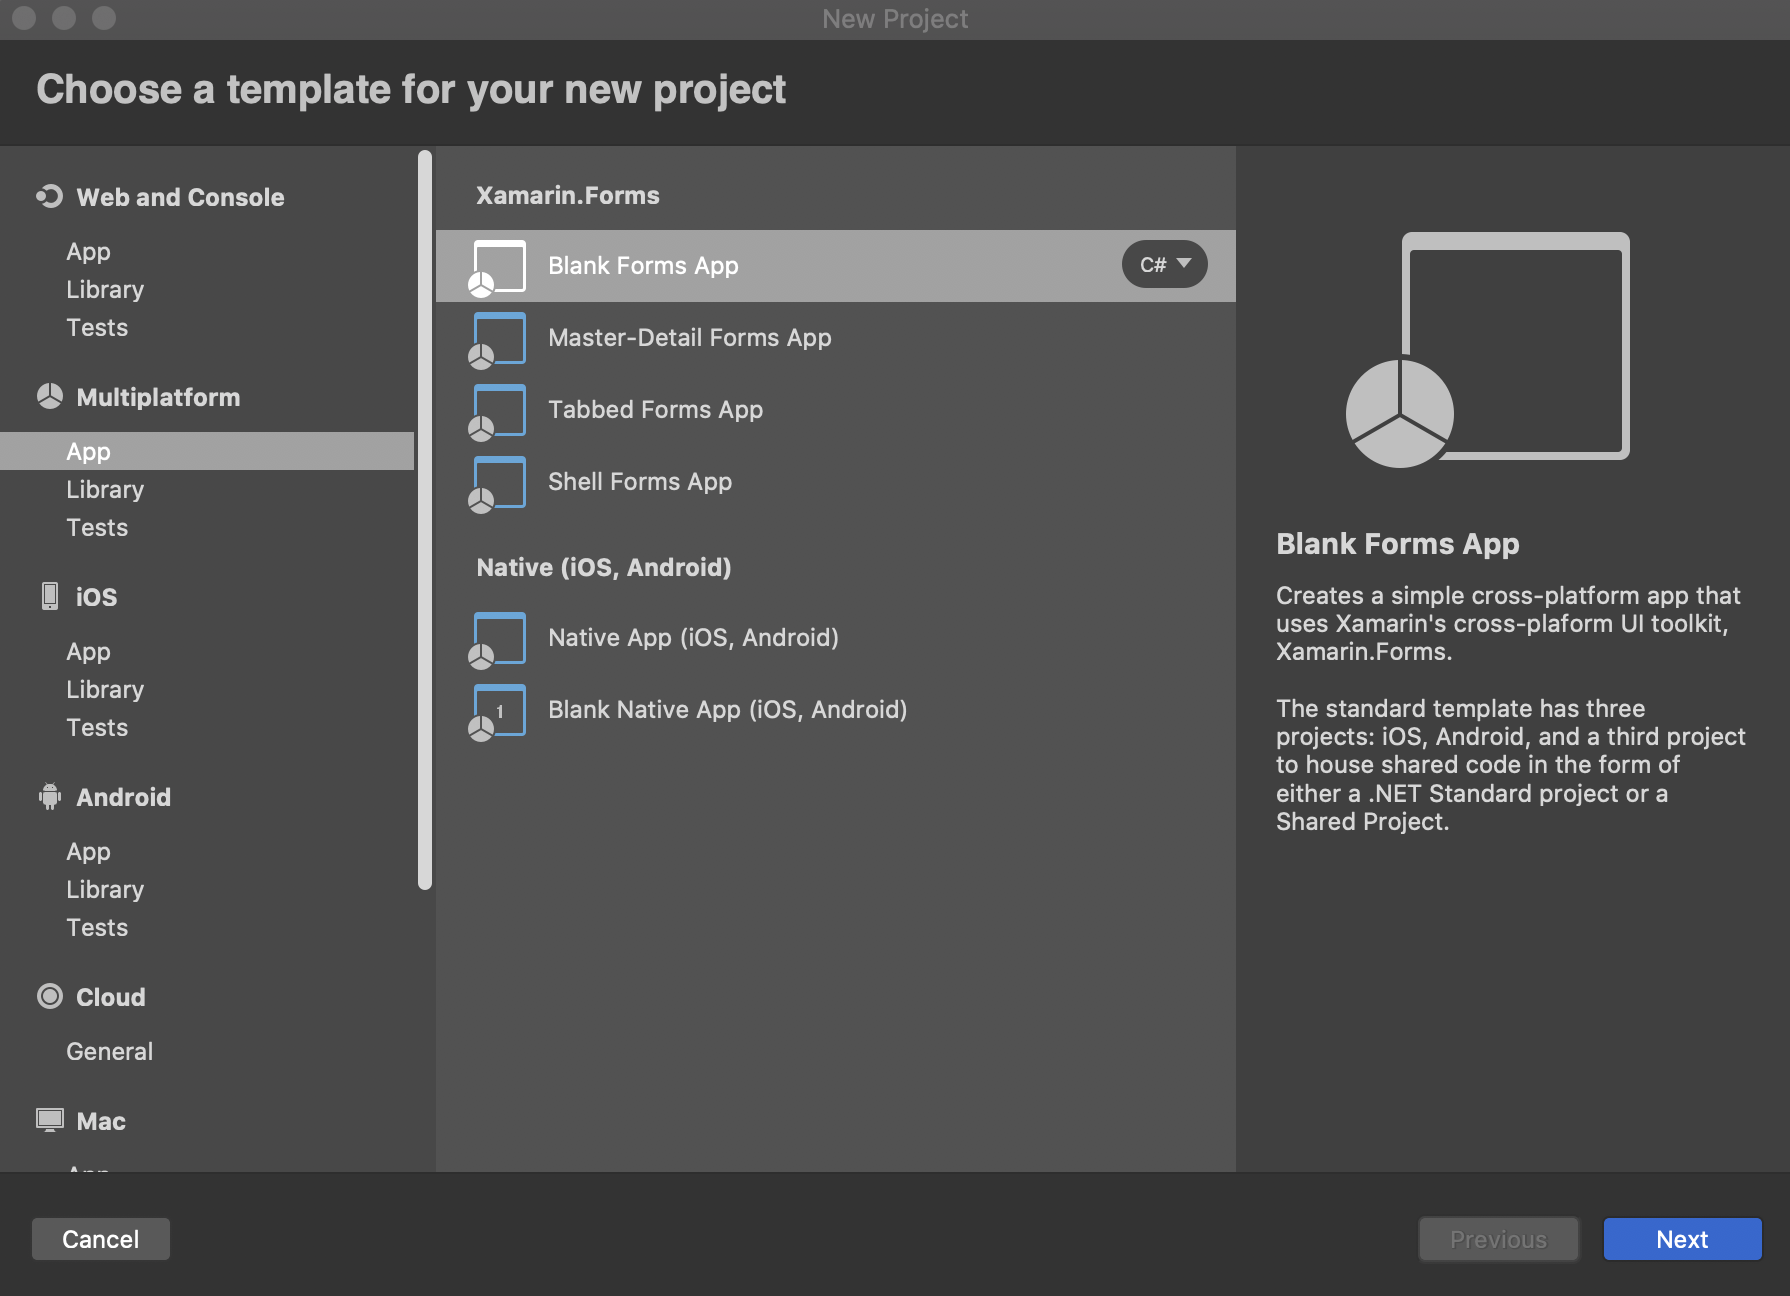 New Project
Choose a template for your new project
Web and Console
App
Library
Tests
Multiplatform
App
Library
Tests
iOS
App
Library
Tests
Android
App
Library
Tests
Cloud
General
Mac
Xamarin.Forms
Blank Forms App
C#
Master-Detail Forms App
Tabbed Forms App
Shell Forms App
Native (iOS, Android)
Native App (iOS, Android)
1
Blank Native App (iOS, Android)
Blank Forms App
Creates a simple cross-platform app that
uses Xamarin's cross-plaform UI toolkit,
Xamarin.Forms.
The standard template has three
projects: iOS, Android, and a third project
to house shared code in the form of
either a .NET Standard project or a
Shared Project.
Cancel
Previous
Next